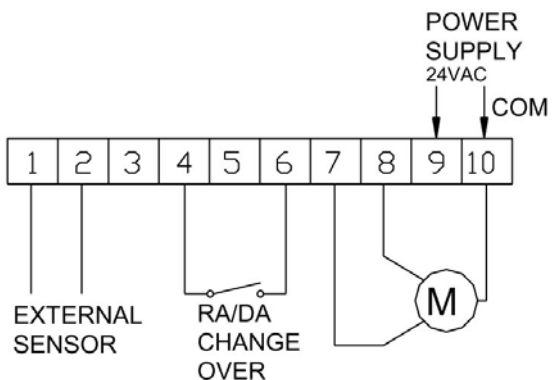 POWER
SUPPLY
24VAC
COM
1 2 3 4 5 6 7 8 9 10
M
EXTERNAL
SENSOR
RA/DA
CHANGE
OVER